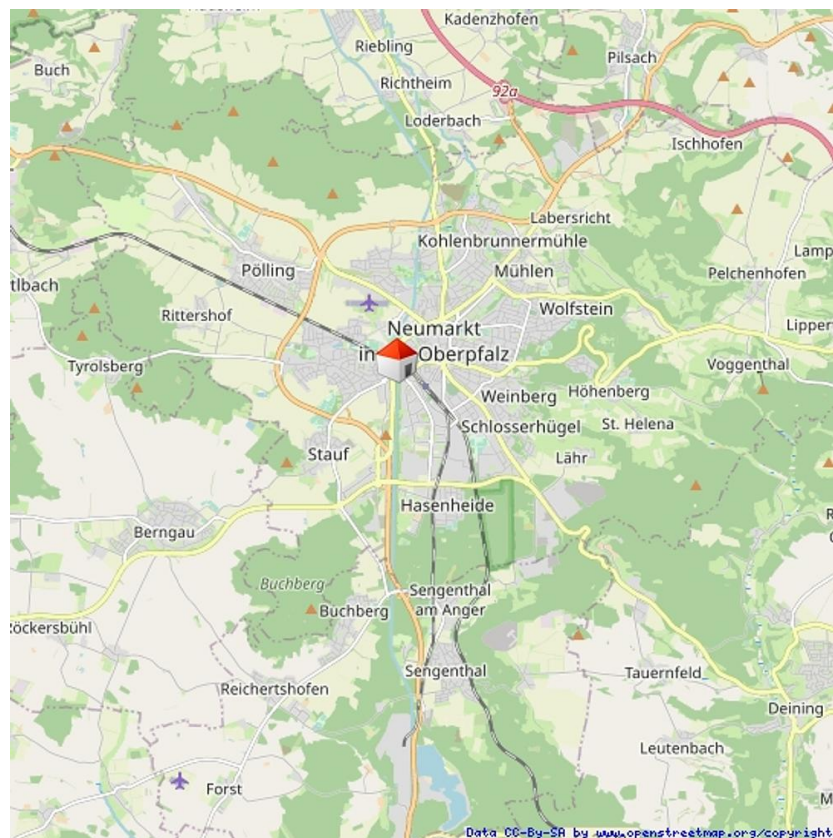 Kadenzhofen
Riebling
Pilsach
Buch
Richtheim
92a
Loderbach
Ischhofen
Labersricht
Kohlenbrunnermühle
Pölling
Mühlen
Pelchenhofen
tlbach
Lamp
Rittershof
Wolfstein
Neumarkt
in Oberpfalz
Lipper
Tyrolsberg
Voggenthal
Höhenberg
Weinberg
St. Helena
Schlosserhügel
Stauf
Lähr
Hasenheide
Berngau
Buchberg
Sengenthal
am Anger
Buchberg
öckersbühl
Sengenthal
Tauernfeld
Reichertshofen
Deining
Leutenbach
Forst
M
Data CC-By-SA by www.openstreetmap.org/copyright